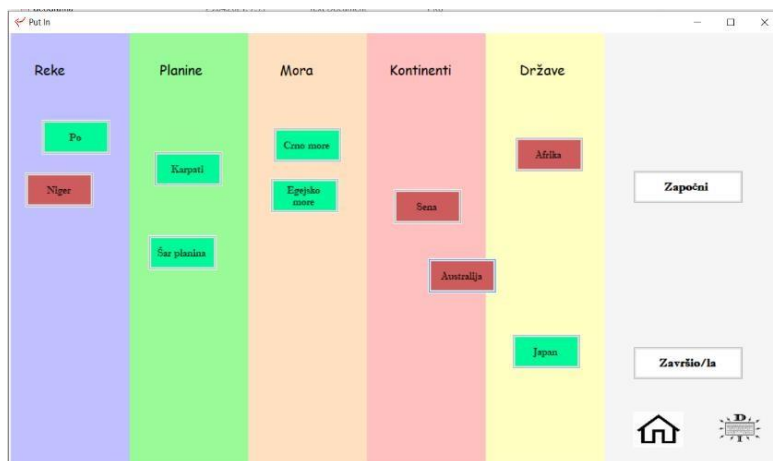 Put In
Reke
Planine
Mora
Kontinenti
Države
Po
Crno more
Afrika
Karpati
Niger
Egejsko
more
Sena
Započni
Šar planina
Australija
Japan
Završio/la
D
I